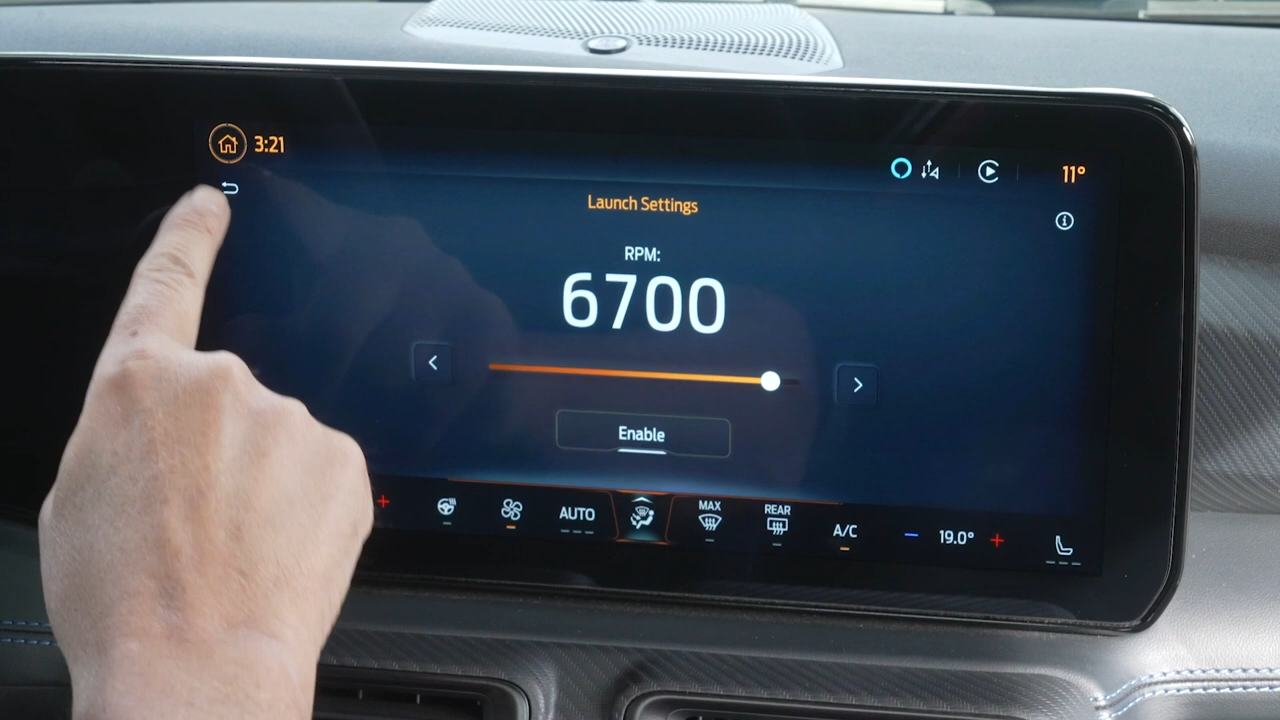 3:21
11°
Launch Settings
RPM:
6700
Enable
AUTO
MAX
REAR
A/C
19.0°